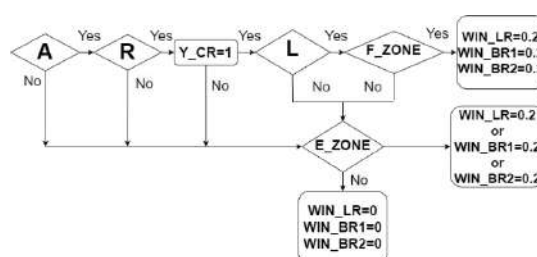 A
Yes
R
Yes
Y_CR=1
Yes
L
Yes
F_ZONE
Yes
WIN_LR=0.2
WIN_BR1=0.2
WIN_BR2=0.2
No
No
No
No
No
E_ZONE
WIN_LR=0.2
or
WIN_BR1=0.2
or
WIN_BR2=0.2
No
WIN_LR=0
WIN_BR1=0
WIN_BR2=0